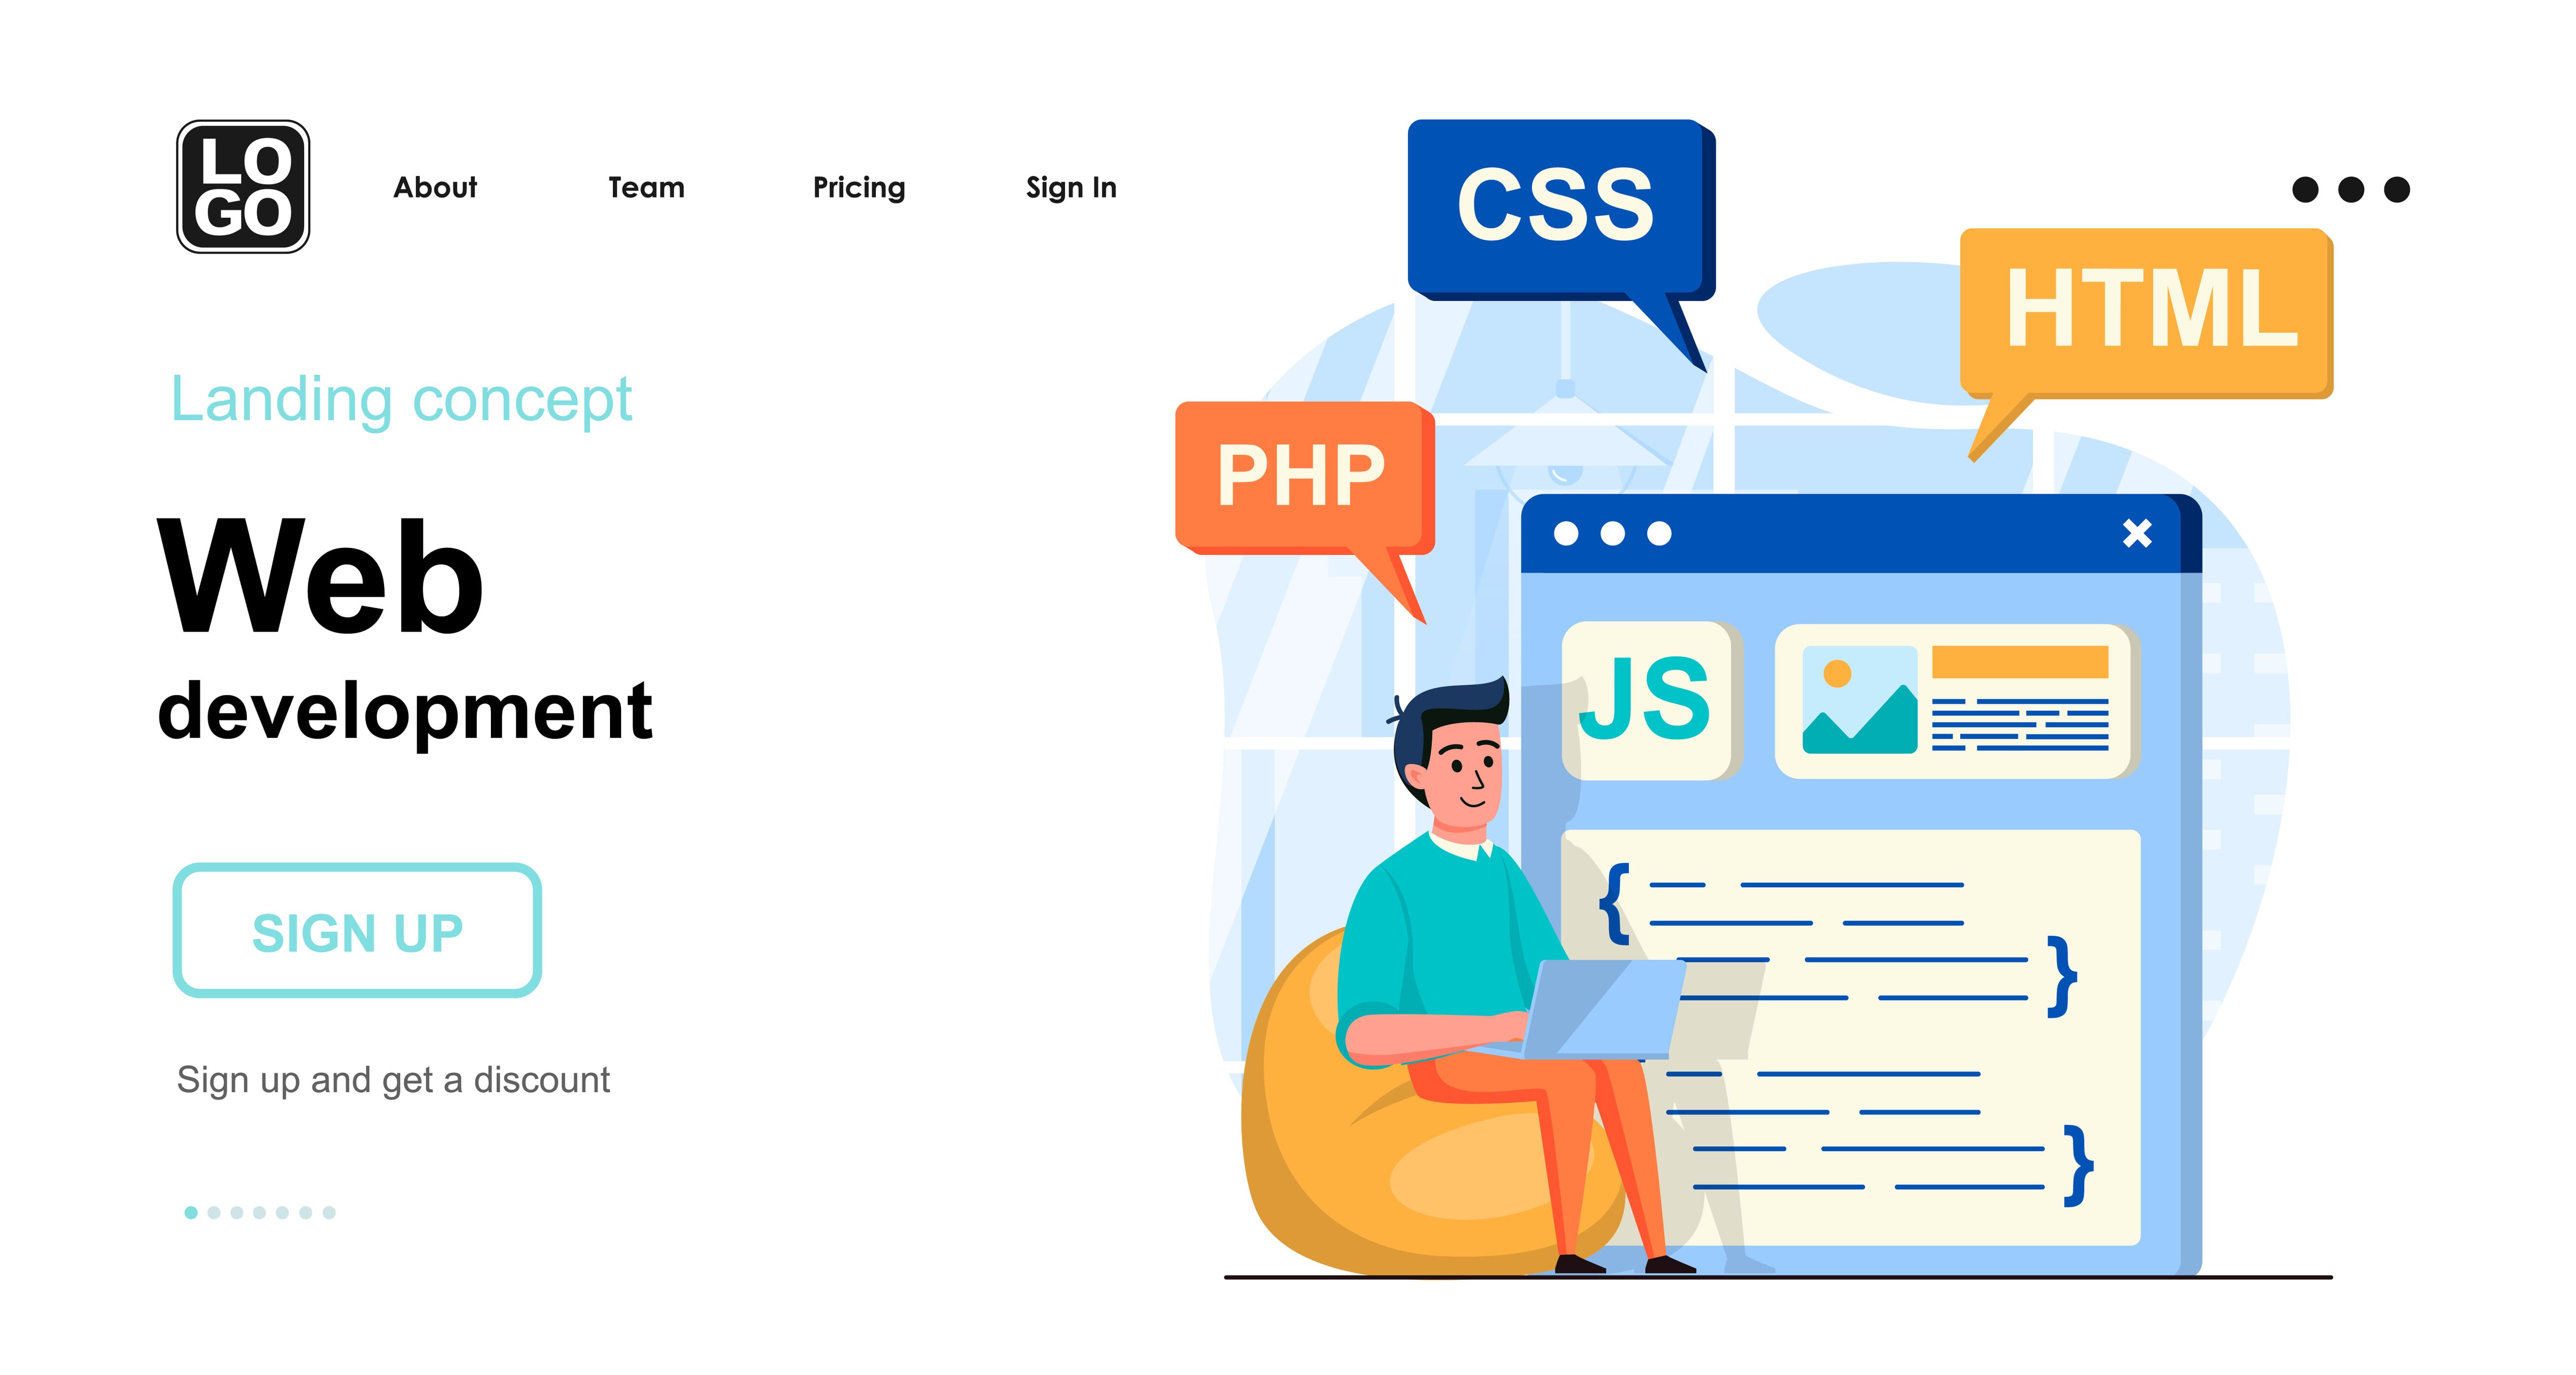 LO
GO
About Team Pricing Sign In
CSS
HTML
Landing concept
PHP
Web
development
JS
SIGN UP
Sign up and get a discount
{
}
}